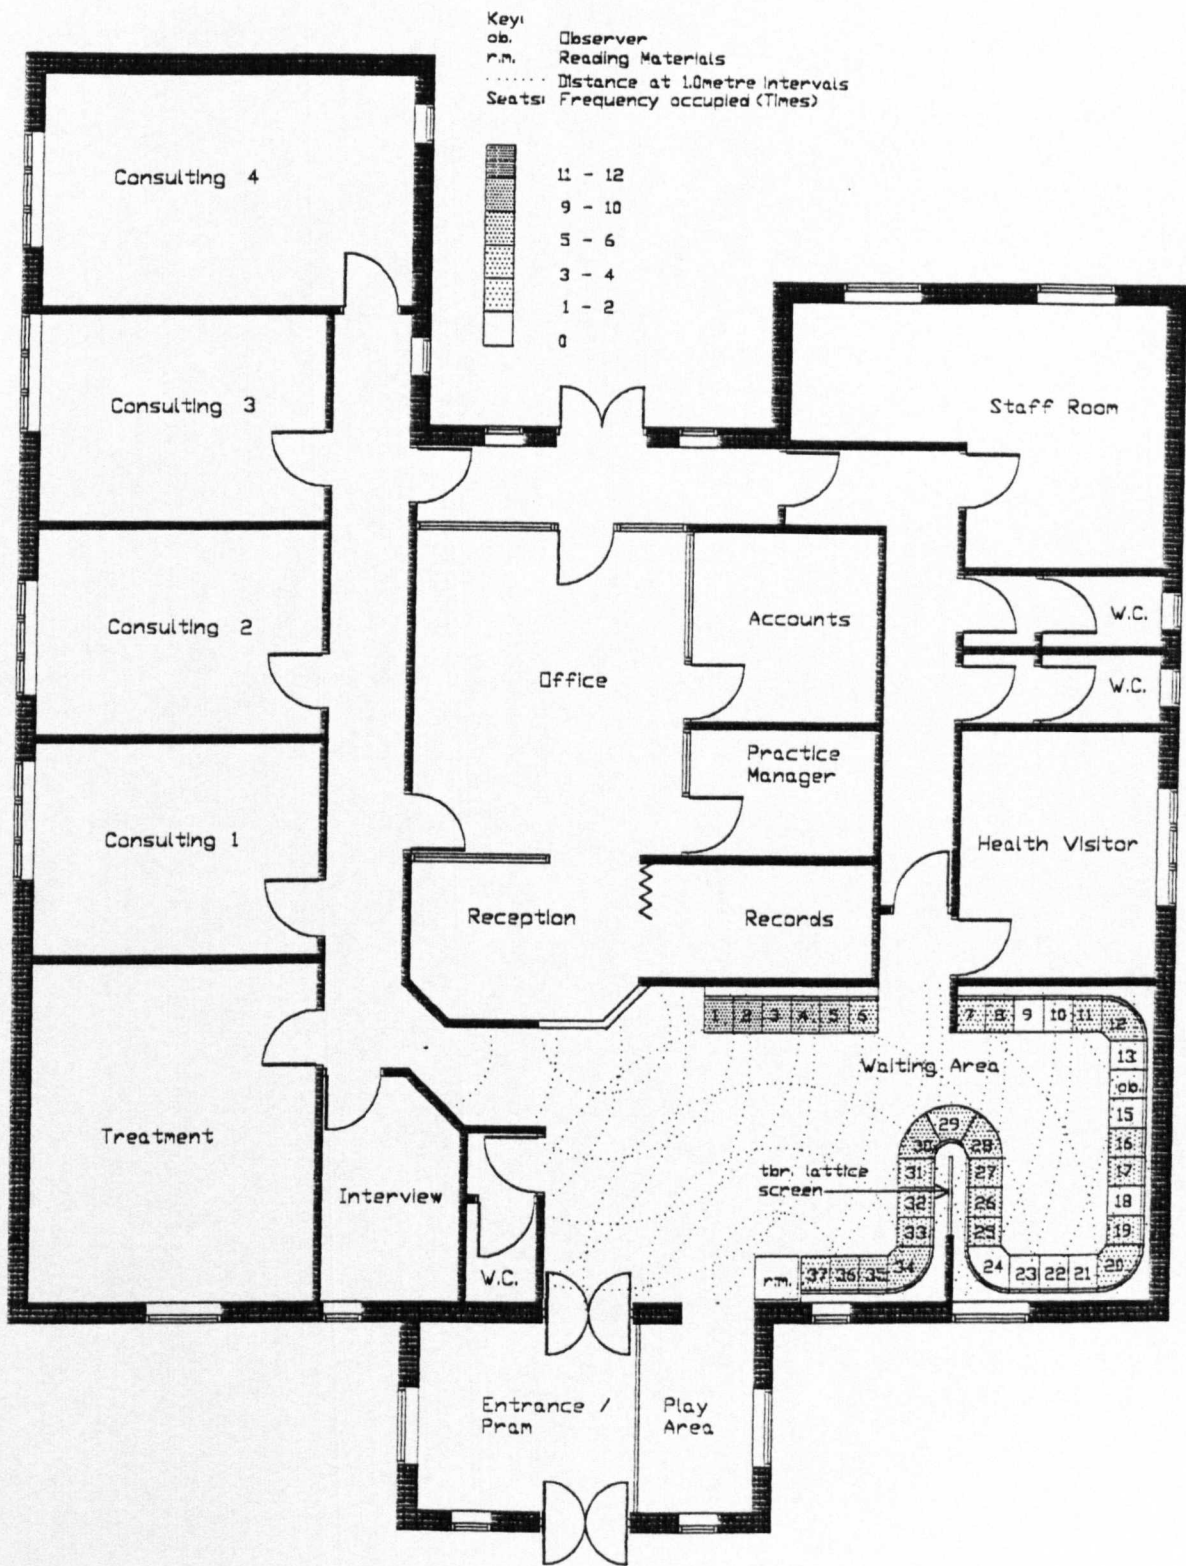 Key:
ob. Observer
r.m. Reading Materials
........ Distance at 1.0metre intervals
Seats: Frequency occupied (Times)
11 - 12
9 - 10
5 - 6
3 - 4
1 - 2
0
Consulting 4
Consulting 3
Staff Room
Consulting 2
Accounts
W.C.
Office
W.C.
Practice
Manager
Consulting 1
Health Visitor
Reception
Records
1 2 3 4 5 6
7 8 9 10 11 12
Waiting Area
13
ob.
15
16
17
18
19
20
21
22
23
24
25
26
27
28
29
30
31
32
33
34
35
36
37
r.m.
tbr. lattice
screen
Treatment
Interview
W.C.
Entrance /
Pram
Play
Area